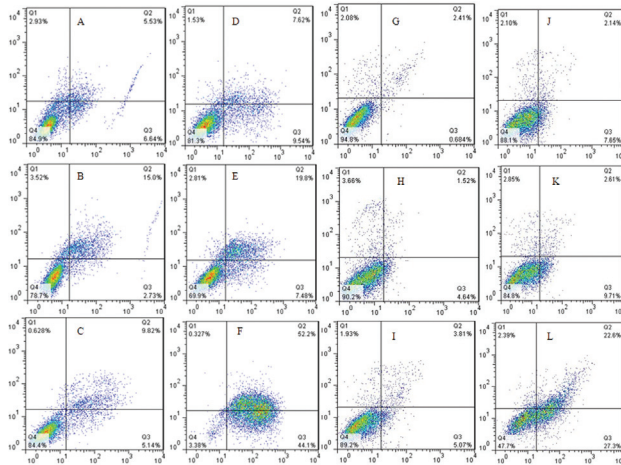 Q1 A Q2
2.93% 5.53%
Q4 Q3
84.9% 6.64%
Q1 D Q2
1.53% 7.62%
Q4 Q3
81.3% 9.54%
Q1 G Q2
2.08% 2.41%
Q4 Q3
94.8% 0.684%
Q1 J Q2
2.10% 2.14%
Q4 Q3
88.1% 7.65%
Q1 B Q2
3.52% 15.0%
Q4 Q3
78.7% 2.73%
Q1 E Q2
2.81% 19.8%
Q4 Q3
69.9% 7.48%
Q1 H Q2
3.66% 1.52%
Q4 Q3
90.2% 4.64%
Q1 K Q2
2.85% 2.61%
Q4 Q3
84.8% 9.71%
Q1 C Q2
0.628% 9.82%
Q4 Q3
84.4% 5.14%
Q1 F Q2
0.327% 52.2%
Q4 Q3
3.38% 44.1%
Q1 I Q2
1.93% 3.81%
Q4 Q3
89.2% 5.07%
Q1 L Q2
2.39% 22.6%
Q4 Q3
47.7% 27.3%